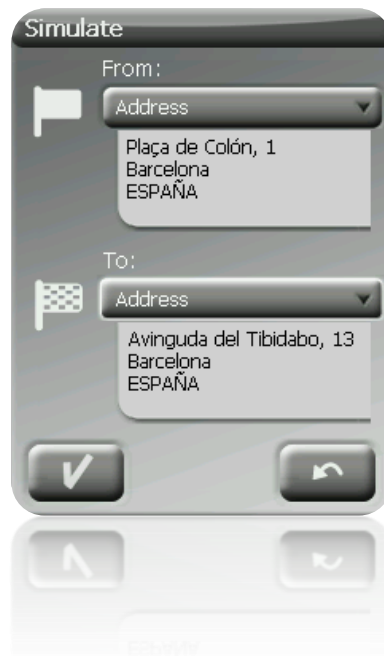 Simulate
From:
Address
Plaça de Colón, 1
Barcelona
ESPAÑA
To:
Address
Avinguda del Tibidabo, 13
Barcelona
ESPAÑA